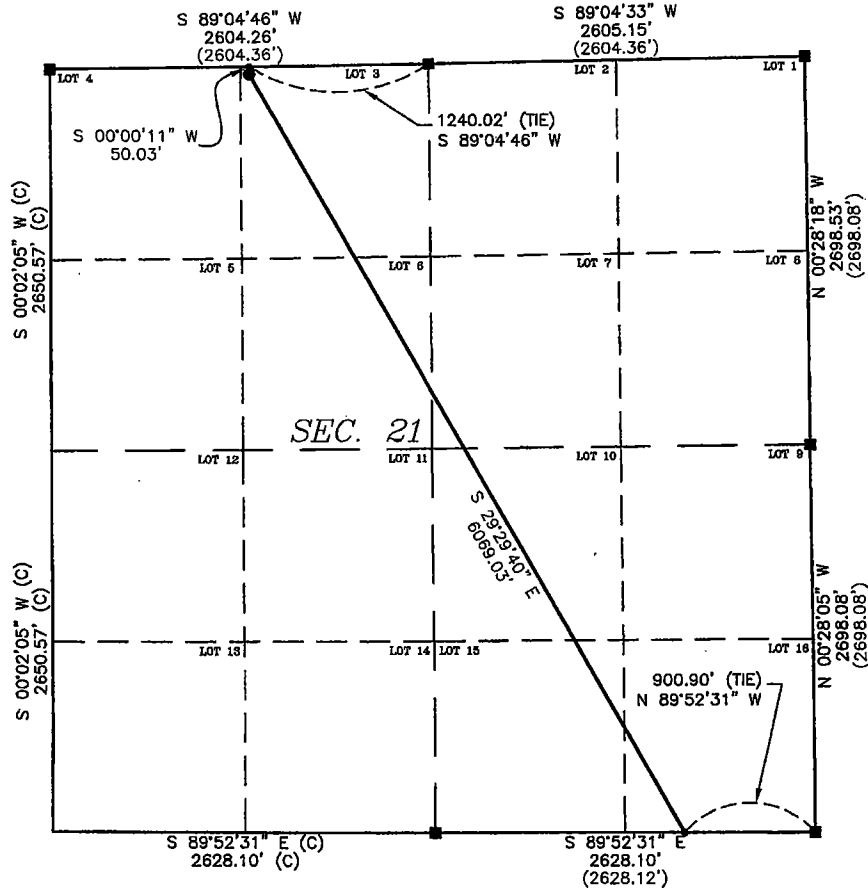 S 89°04'46" W
2604.26'
(2604.36')
S 89°04'33" W
2605.15'
(2604.36')
LOT 4
LOT 3
LOT 2
LOT 1
S 00°00'11" W
50.03'
1240.02' (TIE)
S 89°04'46" W
S 00°02'05" W (C)
2650.57' (C)
N 00°28'18" W
2698.53'
(2698.08')
LOT 5
LOT 6
LOT 7
LOT 8
SEC. 21
LOT 12
LOT 11
LOT 10
LOT 9
S 29°29'40" E
6069.03'
S 00°02'05" W (C)
2650.57' (C)
N 00°28'05" W
2698.08'
(2698.08')
LOT 13
LOT 14
LOT 15
LOT 16
900.90' (TIE)
N 89°52'31" W
S 89°52'31" E (C)
2628.10' (C)
S 89°52'31" E
2628.10'
(2628.12')